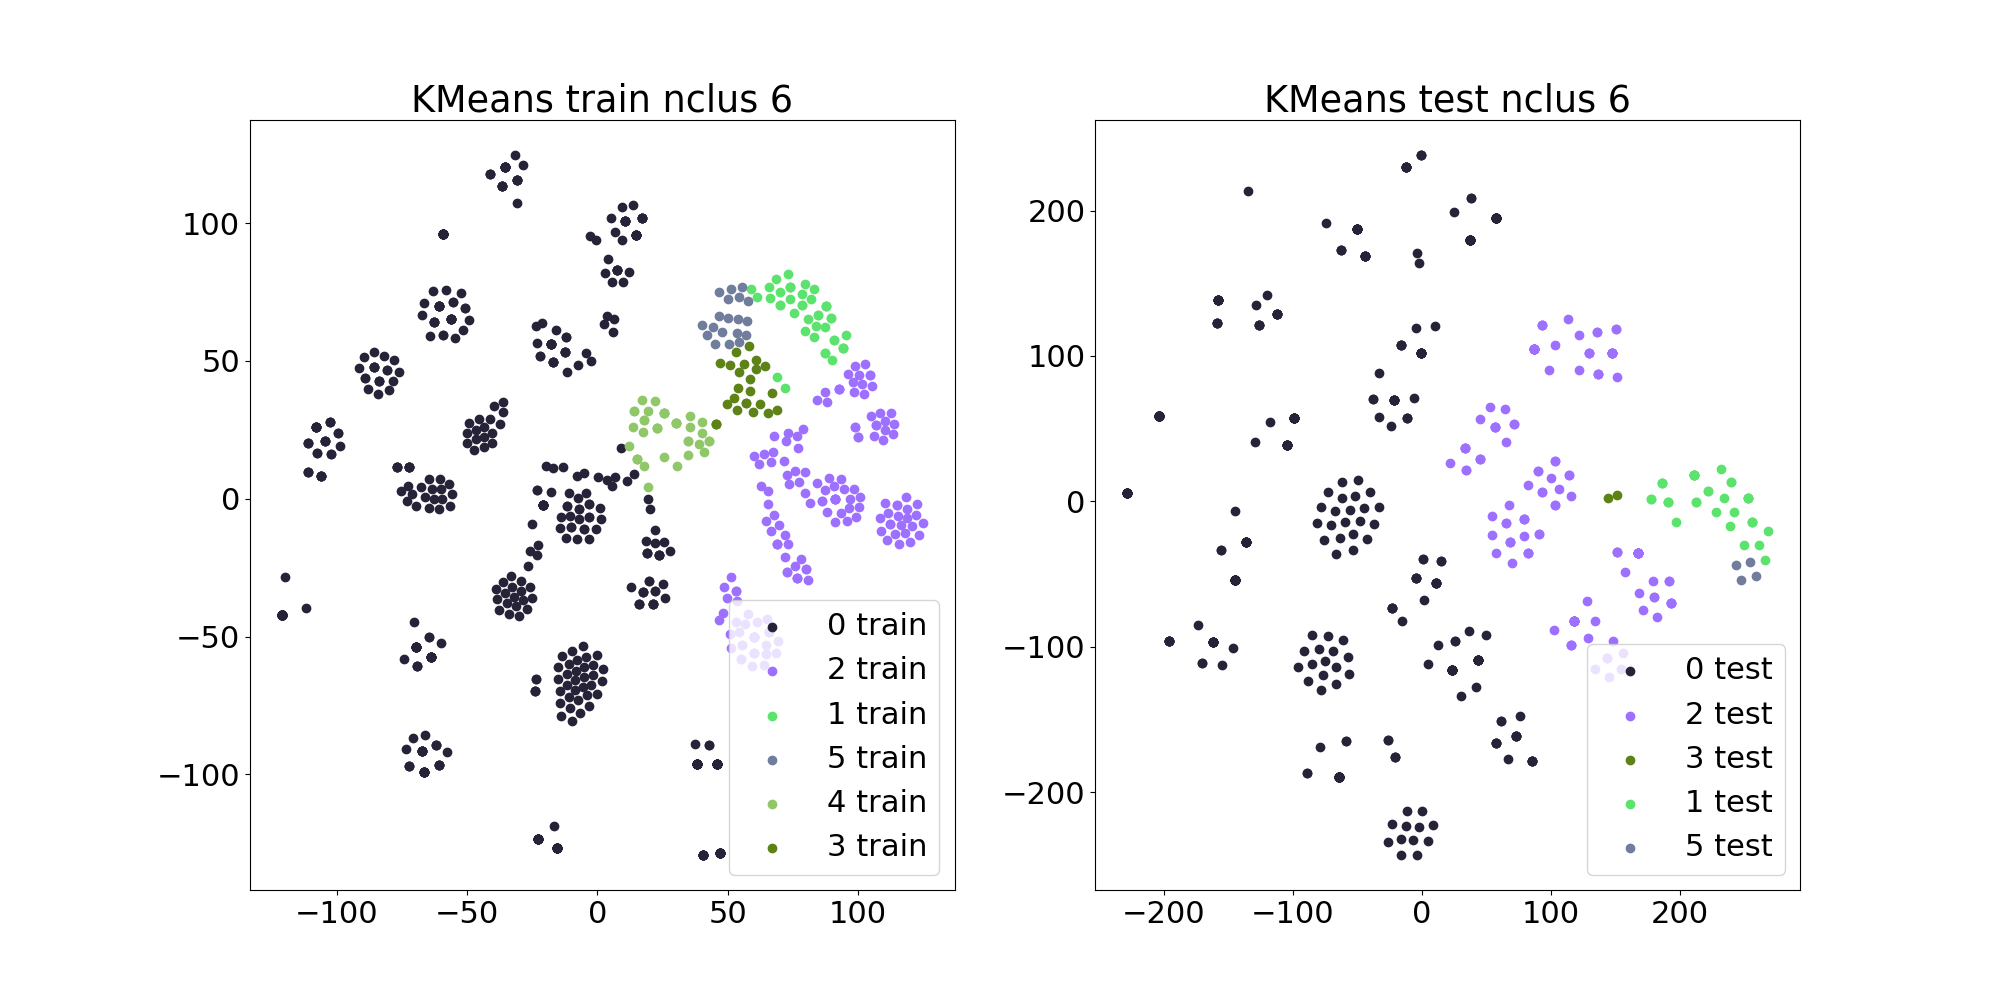 KMeans train nclus 6
100
50
0
−50
−100
−100 −50 0 50 100
0 train
2 train
1 train
5 train
4 train
3 train
KMeans test nclus 6
200
100
0
−100
−200
−200 −100 0 100 200
0 test
2 test
3 test
1 test
5 test